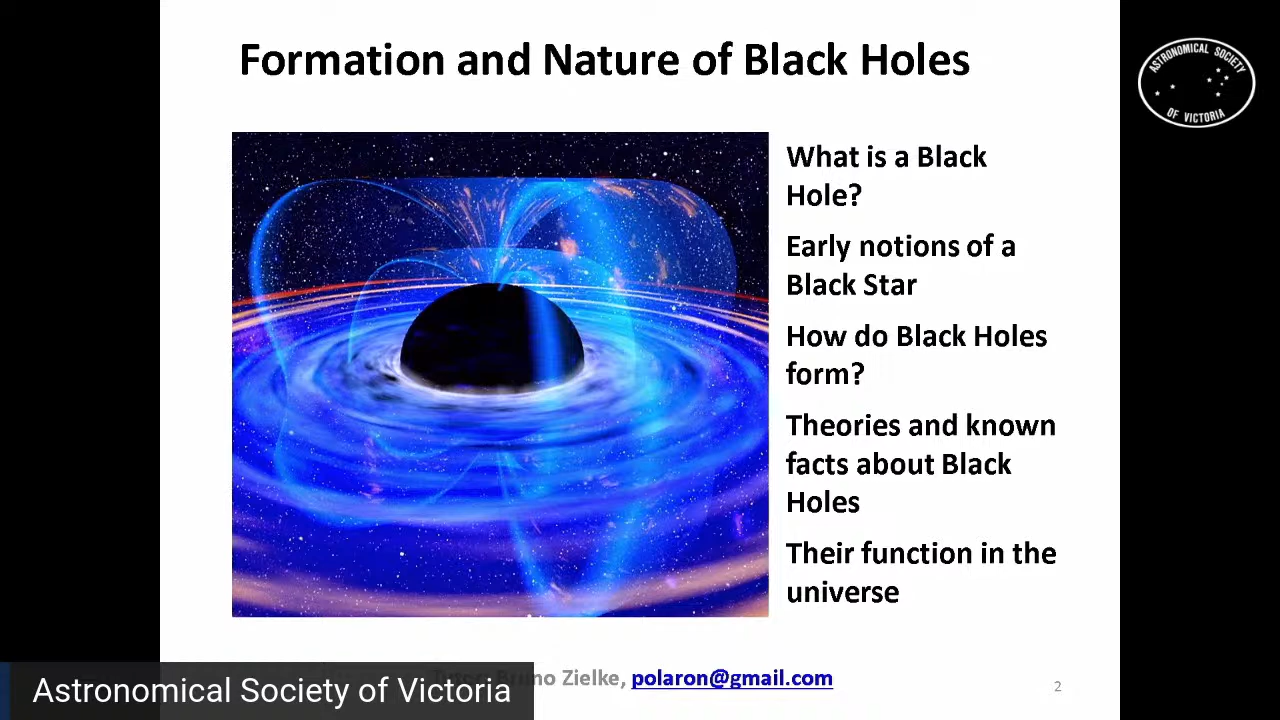 Formation and Nature of Black Holes
ASTRONOMICAL SOCIETY
OF VICTORIA
What is a Black
Hole?
Early notions of a
Black Star
How do Black Holes
form?
Theories and known
facts about Black
Holes
Their function in the
universe
Zielke, polaron@gmail.com
2
Astronomical Society of Victoria